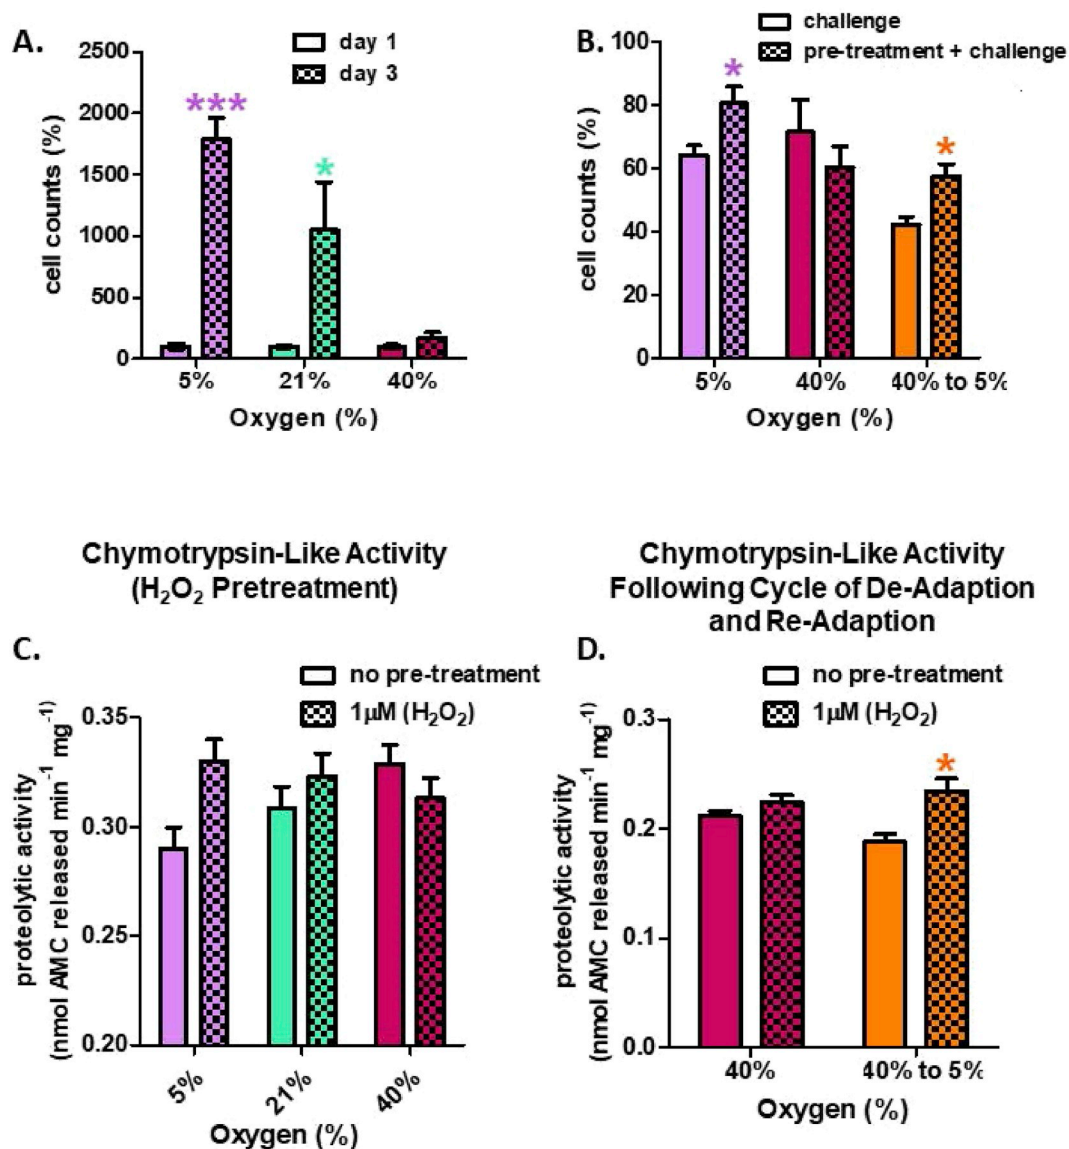 A.
day 1
day 3
2500
2000
1500
1000
500
0
cell counts (%)
***
*
5%
21%
40%
Oxygen (%)
B.
challenge
pre-treatment + challenge
100
80
60
40
20
0
cell counts (%)
*
*
5%
40%
40% to 5%
Oxygen (%)
Chymotrypsin-Like Activity
(H₂O₂ Pretreatment)
C.
no pre-treatment
1µM (H₂O₂)
0.35
0.30
0.25
0.20
proteolytic activity
(nmol AMC released min⁻¹ mg⁻¹)
5%
21%
40%
Oxygen (%)
Chymotrypsin-Like Activity
Following Cycle of De-Adaption
and Re-Adaption
D.
no pre-treatment
1µM (H₂O₂)
0.3
0.2
0.1
0.0
proteolytic activity
(nmol AMC released min⁻¹ mg⁻¹)
*
40%
40% to 5%
Oxygen (%)